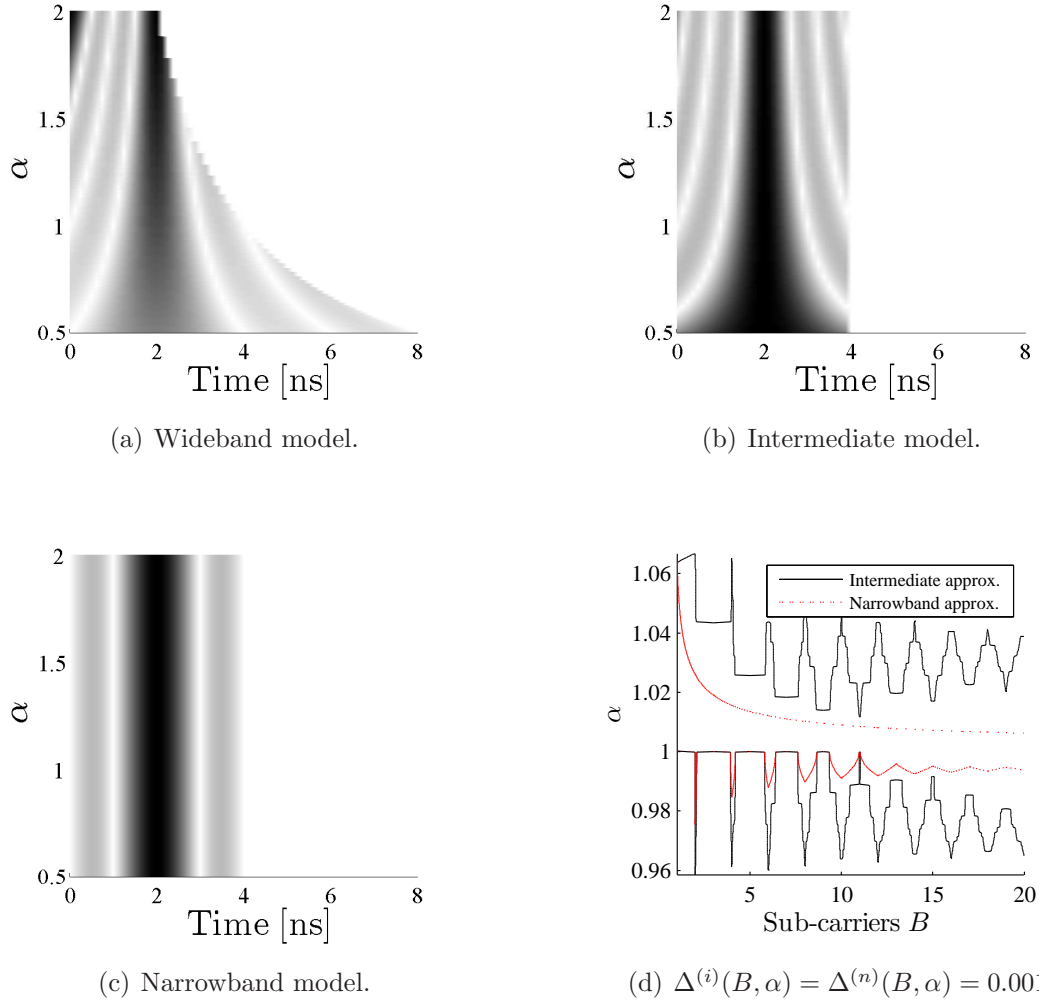 2
1.5
α
1
0.5
0 2 4 6 8
Time [ns]
(a) Wideband model.
2
1.5
α
1
0.5
0 2 4 6 8
Time [ns]
(b) Intermediate model.
2
1.5
α
1
0.5
0 2 4 6 8
Time [ns]
(c) Narrowband model.
1.06
Intermediate approx.
Narrowband approx.
1.04
1.02
α
1
0.98
0.96
5 10 15 20
Sub-carriers B
(d) Δ^(i)(B, α) = Δ^(n)(B, α) = 0.001